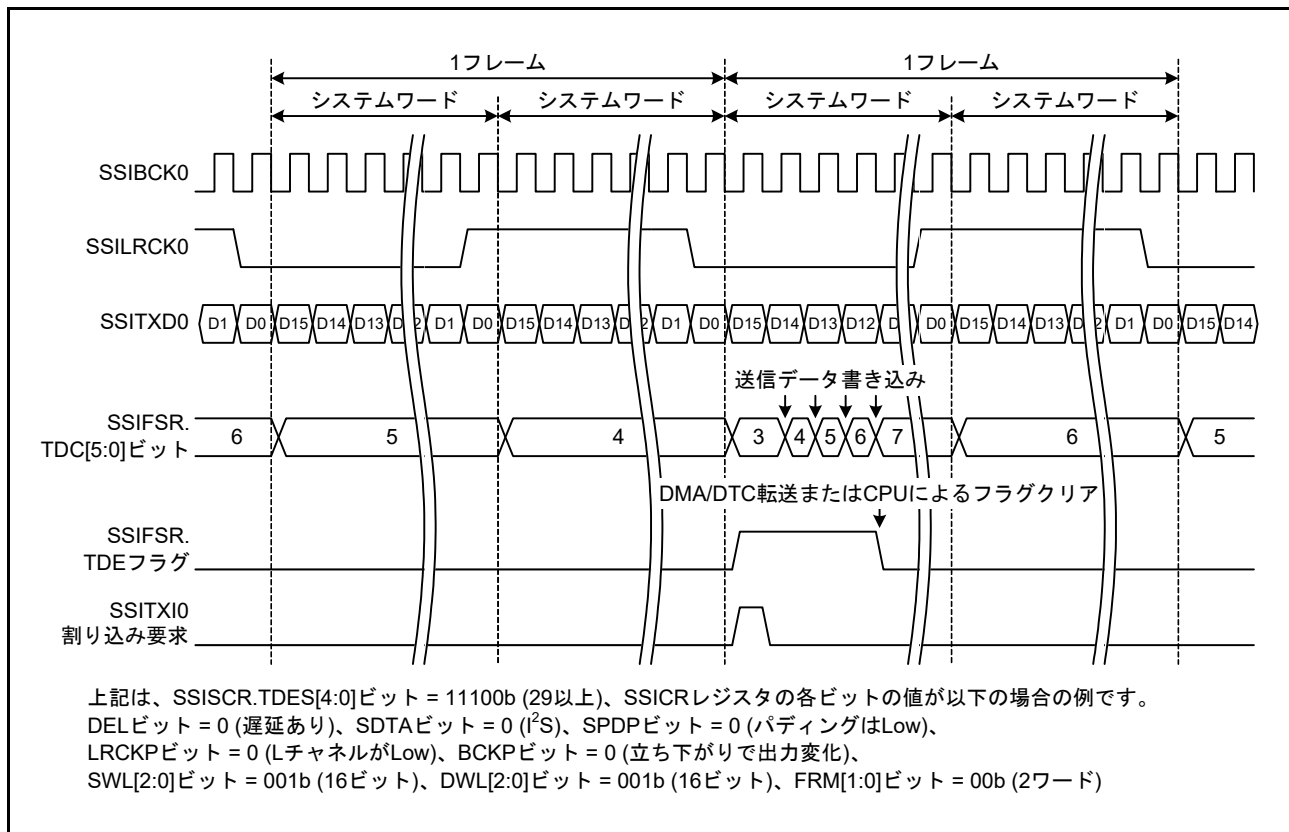 1フレーム 1フレーム
システムワード システムワード システムワード システムワード
SSIBCK0
SSILRCK0
SSITXD0 D1 D0 D15 D14 D13 D1 D0 D15 D14 D13 D1 D0 D15 D14 D13 D12 D0 D15 D14 D13 D1 D0 D15 D14
送信データ書き込み
SSIFSR.
TDC[5:0]ビット 6 5 4 3 4 5 6 7 6 5
DMA/DTC転送またはCPUによるフラグクリア
SSIFSR.
TDEフラグ
SSITXI0
割り込み要求
上記は、SSISCR.TDES[4:0]ビット = 11100b (29以上)、SSICRレジスタの各ビットの値が以下の場合の例です。
DELビット = 0 (遅延あり)、SDTAビット = 0 (I²S)、SPDPビット = 0 (パディングはLow)、
LRCKPビット = 0 (LチャネルがLow)、BCKPビット = 0 (立ち下がりで出力変化)、
SWL[2:0]ビット = 001b (16ビット)、DWL[2:0]ビット = 001b (16ビット)、FRM[1:0]ビット = 00b (2ワード)